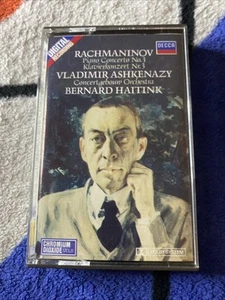 DIGITAL
DECCA
RACHMANINOV
Piano Concerto No.3
Klavierkonzert Nr.3
VLADIMIR ASHKENAZY
Concertgebouw Orchestra
BERNARD HAITINK
CHROMIUM
DIOXIDE